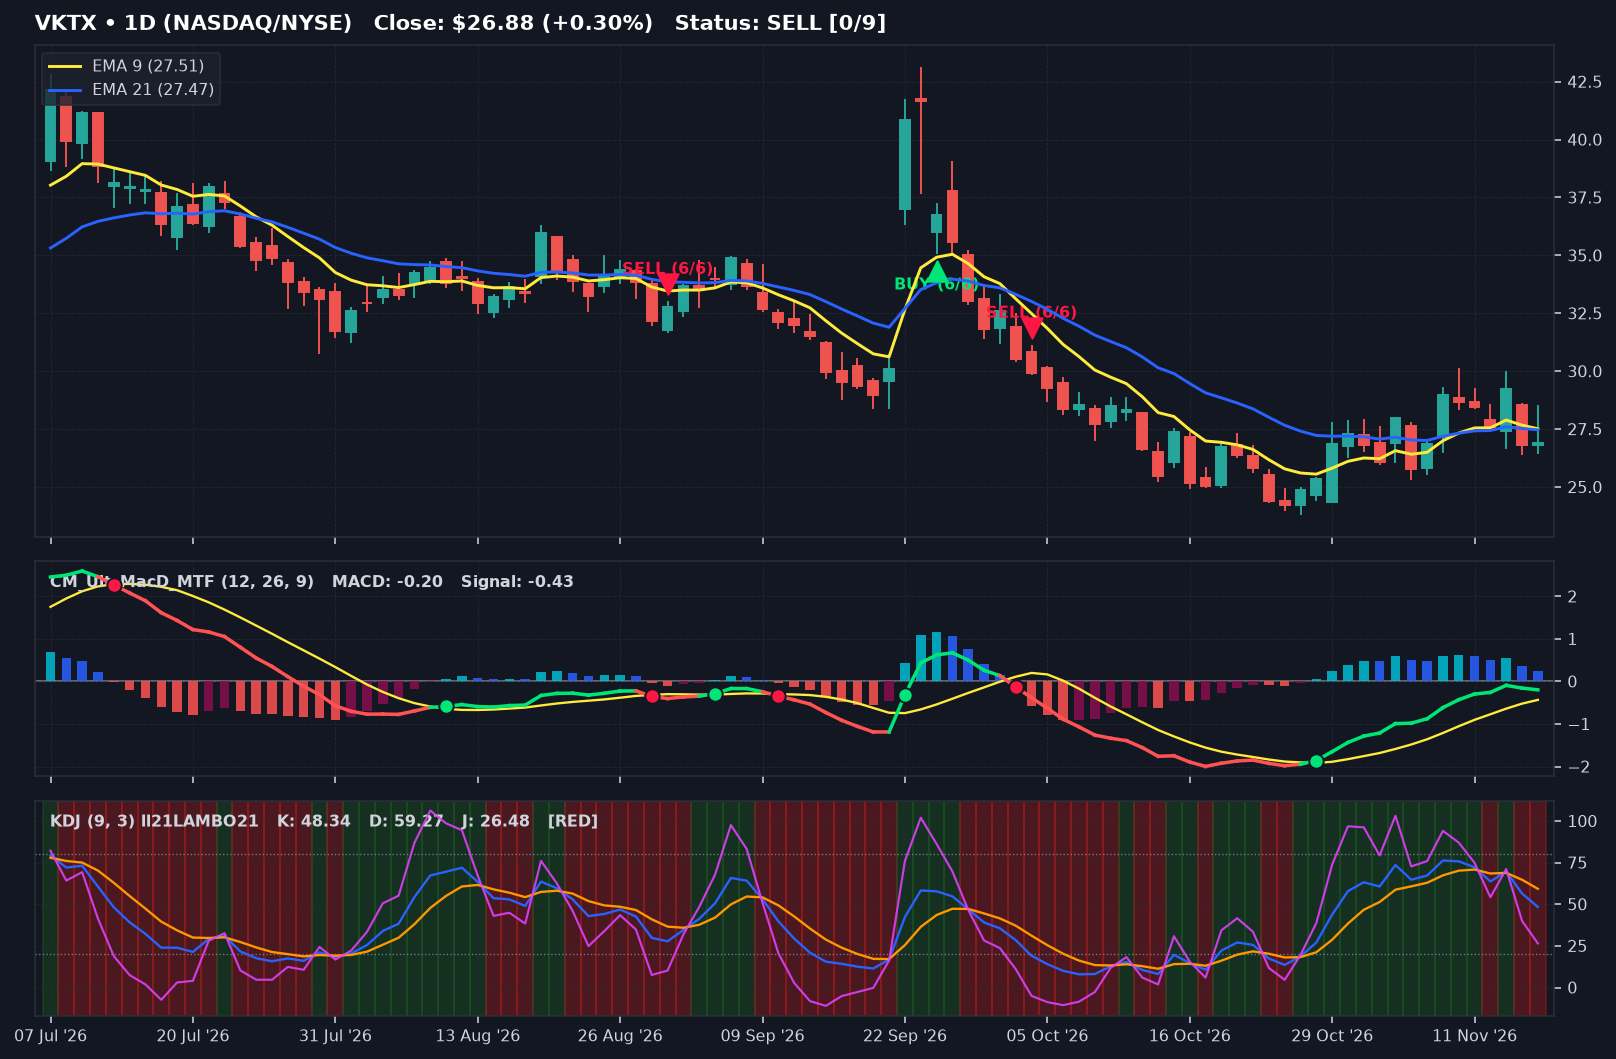 VKTX • 1D (NASDAQ/NYSE)   Close: $26.88 (+0.30%)   Status: SELL [0/9]
EMA 9 (27.51)
EMA 21 (27.47)
42.5
40.0
37.5
35.0
32.5
30.0
27.5
25.0
SELL (6/6)
BUY (6/6)
SELL (6/6)
CM_Ult_MacD_MTF (12, 26, 9)   MACD: -0.20   Signal: -0.43
2
1
0
−1
−2
KDJ (9, 3) II21LAMBO21   K: 48.34   D: 59.27   J: 26.48   [RED]
100
75
50
25
0
07 Jul '26
20 Jul '26
31 Jul '26
13 Aug '26
26 Aug '26
09 Sep '26
22 Sep '26
05 Oct '26
16 Oct '26
29 Oct '26
11 Nov '26